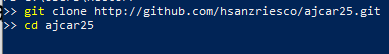 >> git clone http://github.com/hsanzriesco/ajcar25.git
>> cd ajcar25